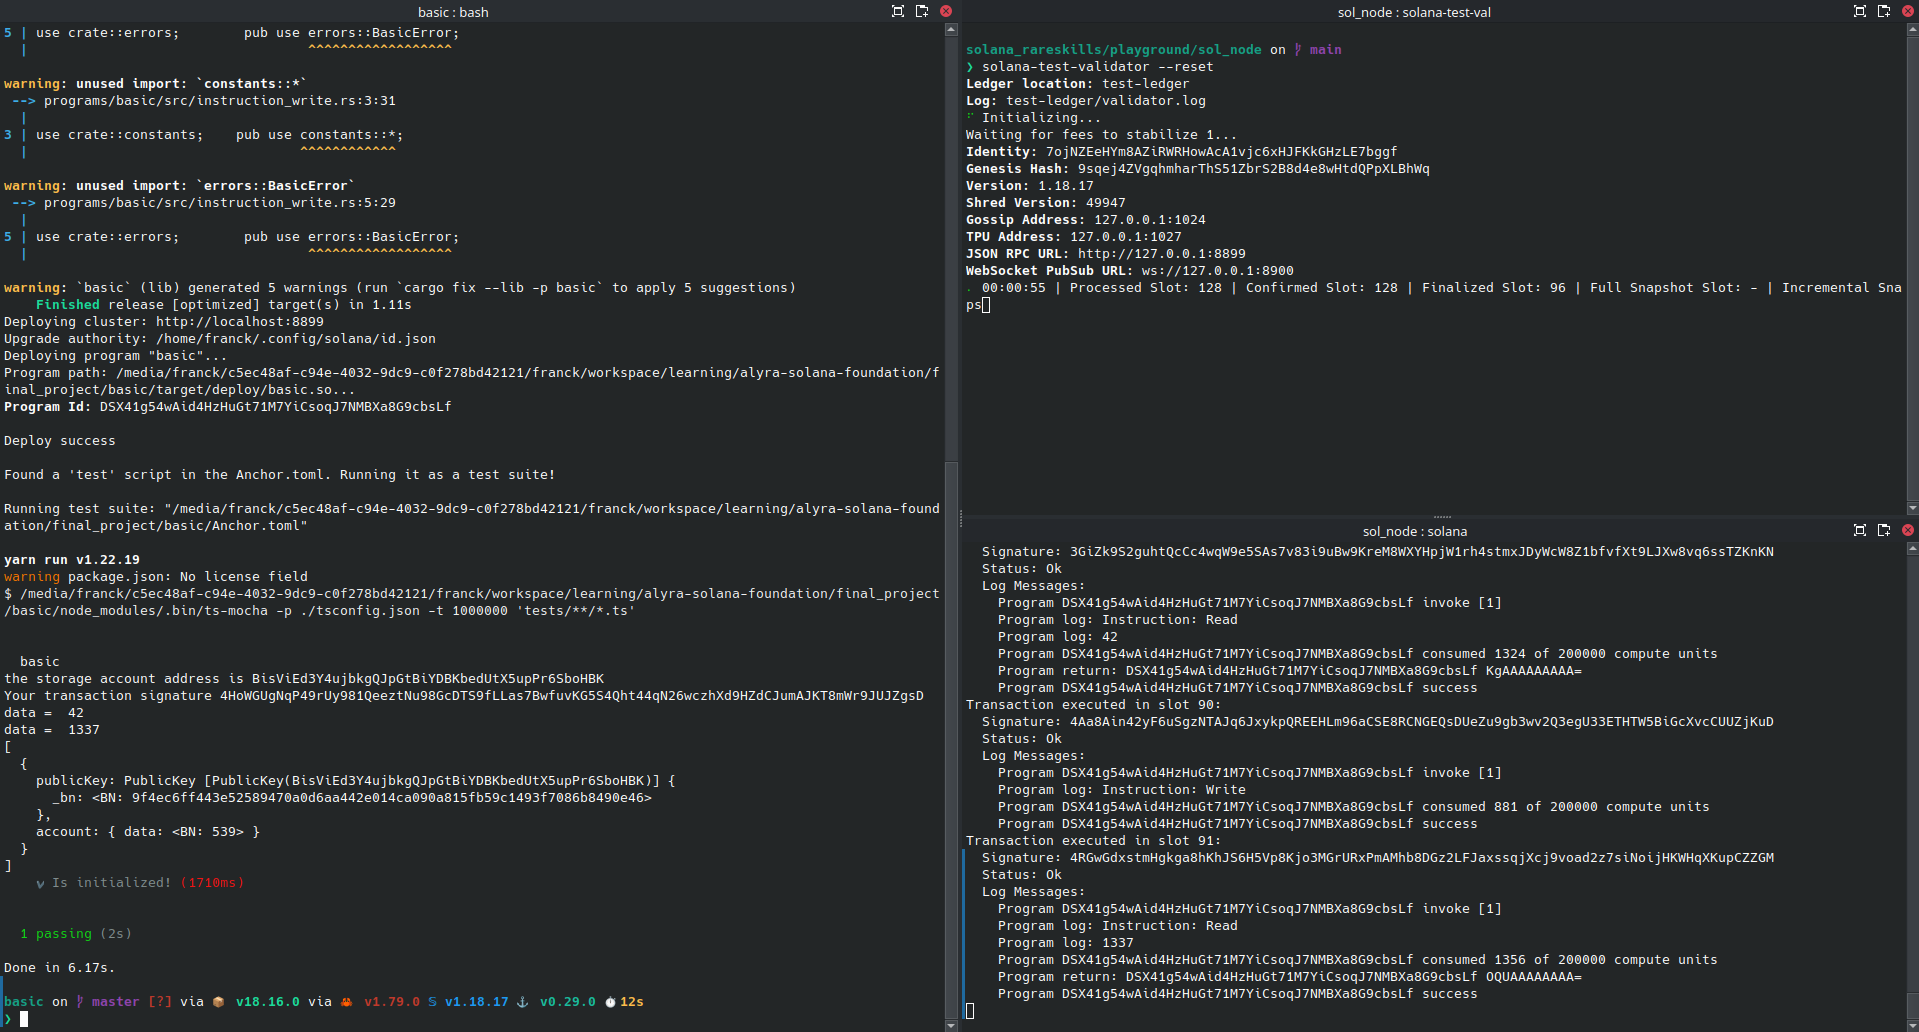 basic : bash
5 | use crate::errors;        pub use errors::BasicError;
  |                                   ^^^^^^^^^^^^^^^^^^
warning: unused import: `constants::*`
 --> programs/basic/src/instruction_write.rs:3:31
  |
3 | use crate::constants;    pub use constants::*;
  |                                  ^^^^^^^^^^^^
warning: unused import: `errors::BasicError`
 --> programs/basic/src/instruction_write.rs:5:29
  |
5 | use crate::errors;        pub use errors::BasicError;
  |                                   ^^^^^^^^^^^^^^^^^^
warning: `basic` (lib) generated 5 warnings (run `cargo fix --lib -p basic` to apply 5 suggestions)
    Finished release [optimized] target(s) in 1.11s
Deploying cluster: http://localhost:8899
Upgrade authority: /home/franck/.config/solana/id.json
Deploying program "basic"...
Program path: /media/franck/c5ec48af-c94e-4032-9dc9-c0f278bd42121/franck/workspace/learning/alyra-solana-foundation/f
inal_project/basic/target/deploy/basic.so...
Program Id: DSX41g54wAid4HzHuGt71M7YiCsoqJ7NMBXa8G9cbsLf
Deploy success
Found a 'test' script in the Anchor.toml. Running it as a test suite!
Running test suite: "/media/franck/c5ec48af-c94e-4032-9dc9-c0f278bd42121/franck/workspace/learning/alyra-solana-found
ation/final_project/basic/Anchor.toml"
yarn run v1.22.19
warning package.json: No license field
$ /media/franck/c5ec48af-c94e-4032-9dc9-c0f278bd42121/franck/workspace/learning/alyra-solana-foundation/final_project
/basic/node_modules/.bin/ts-mocha -p ./tsconfig.json -t 1000000 'tests/**/*.ts'
  basic
the storage account address is BisViEd3Y4ujbkgQJpGtBiYDBKbedUtX5upPr6SboHBK
Your transaction signature 4HoWGUgNqP49rUy981QeeztNu98GcDTS9fLLas7BwfuvKG5S4Qht44qN26wczhXd9HZdCJumAJKT8mWr9JUJZgsD
data =  42
data =  1337
[
  {
    publicKey: PublicKey [PublicKey(BisViEd3Y4ujbkgQJpGtBiYDBKbedUtX5upPr6SboHBK)] {
      _bn: <BN: 9f4ec6ff443e52589470a0d6aa442e014ca090a815fb59c1493f7086b8490e46>
    },
    account: { data: <BN: 539> }
  }
]
    ✔ Is initialized! (1710ms)
  1 passing (2s)
Done in 6.17s.
basic on master [?] via v18.16.0 via v1.79.0 v1.18.17 v0.29.0 12s
❯
sol_node : solana-test-val
solana_rareskills/playground/sol_node on main
❯ solana-test-validator --reset
Ledger location: test-ledger
Log: test-ledger/validator.log
Initializing...
Waiting for fees to stabilize 1...
Identity: 7ojNZEeHYm8AZiRWRHowAcA1vjc6xHJFKkGHzLE7bggf
Genesis Hash: 9sqej4ZVgqhmharThS51ZbrS2B8d4e8wHtdQPpXLBhWq
Version: 1.18.17
Shred Version: 49947
Gossip Address: 127.0.0.1:1024
TPU Address: 127.0.0.1:1027
JSON RPC URL: http://127.0.0.1:8899
WebSocket PubSub URL: ws://127.0.0.1:8900
00:00:55 | Processed Slot: 128 | Confirmed Slot: 128 | Finalized Slot: 96 | Full Snapshot Slot: - | Incremental Sna
ps
sol_node : solana
  Signature: 3GiZk9S2guhtQcCc4wqW9e5SAs7v83i9uBw9KreM8WXYHpjW1rh4stmxJDyWcW8Z1bfvfXt9LJXw8vq6ssTZKnKN
  Status: Ok
  Log Messages:
    Program DSX41g54wAid4HzHuGt71M7YiCsoqJ7NMBXa8G9cbsLf invoke [1]
    Program log: Instruction: Read
    Program log: 42
    Program DSX41g54wAid4HzHuGt71M7YiCsoqJ7NMBXa8G9cbsLf consumed 1324 of 200000 compute units
    Program return: DSX41g54wAid4HzHuGt71M7YiCsoqJ7NMBXa8G9cbsLf KgAAAAAAAAA=
    Program DSX41g54wAid4HzHuGt71M7YiCsoqJ7NMBXa8G9cbsLf success
Transaction executed in slot 90:
  Signature: 4Aa8Ain42yF6uSgzNTAJq6JxykpQREEHLm96aCSE8RCNGEQsDUeZu9gb3wv2Q3egU33ETHTW5BiGcXvcCUUZjKuD
  Status: Ok
  Log Messages:
    Program DSX41g54wAid4HzHuGt71M7YiCsoqJ7NMBXa8G9cbsLf invoke [1]
    Program log: Instruction: Write
    Program DSX41g54wAid4HzHuGt71M7YiCsoqJ7NMBXa8G9cbsLf consumed 881 of 200000 compute units
    Program DSX41g54wAid4HzHuGt71M7YiCsoqJ7NMBXa8G9cbsLf success
Transaction executed in slot 91:
  Signature: 4RGwGdxstmHgkga8hKhJS6H5Vp8Kjo3MGrURxPmAMhb8DGz2LFJaxssqjXcj9voad2z7siNoijHKWHqXKupCZZGM
  Status: Ok
  Log Messages:
    Program DSX41g54wAid4HzHuGt71M7YiCsoqJ7NMBXa8G9cbsLf invoke [1]
    Program log: Instruction: Read
    Program log: 1337
    Program DSX41g54wAid4HzHuGt71M7YiCsoqJ7NMBXa8G9cbsLf consumed 1356 of 200000 compute units
    Program return: DSX41g54wAid4HzHuGt71M7YiCsoqJ7NMBXa8G9cbsLf OQUAAAAAAAA=
    Program DSX41g54wAid4HzHuGt71M7YiCsoqJ7NMBXa8G9cbsLf success